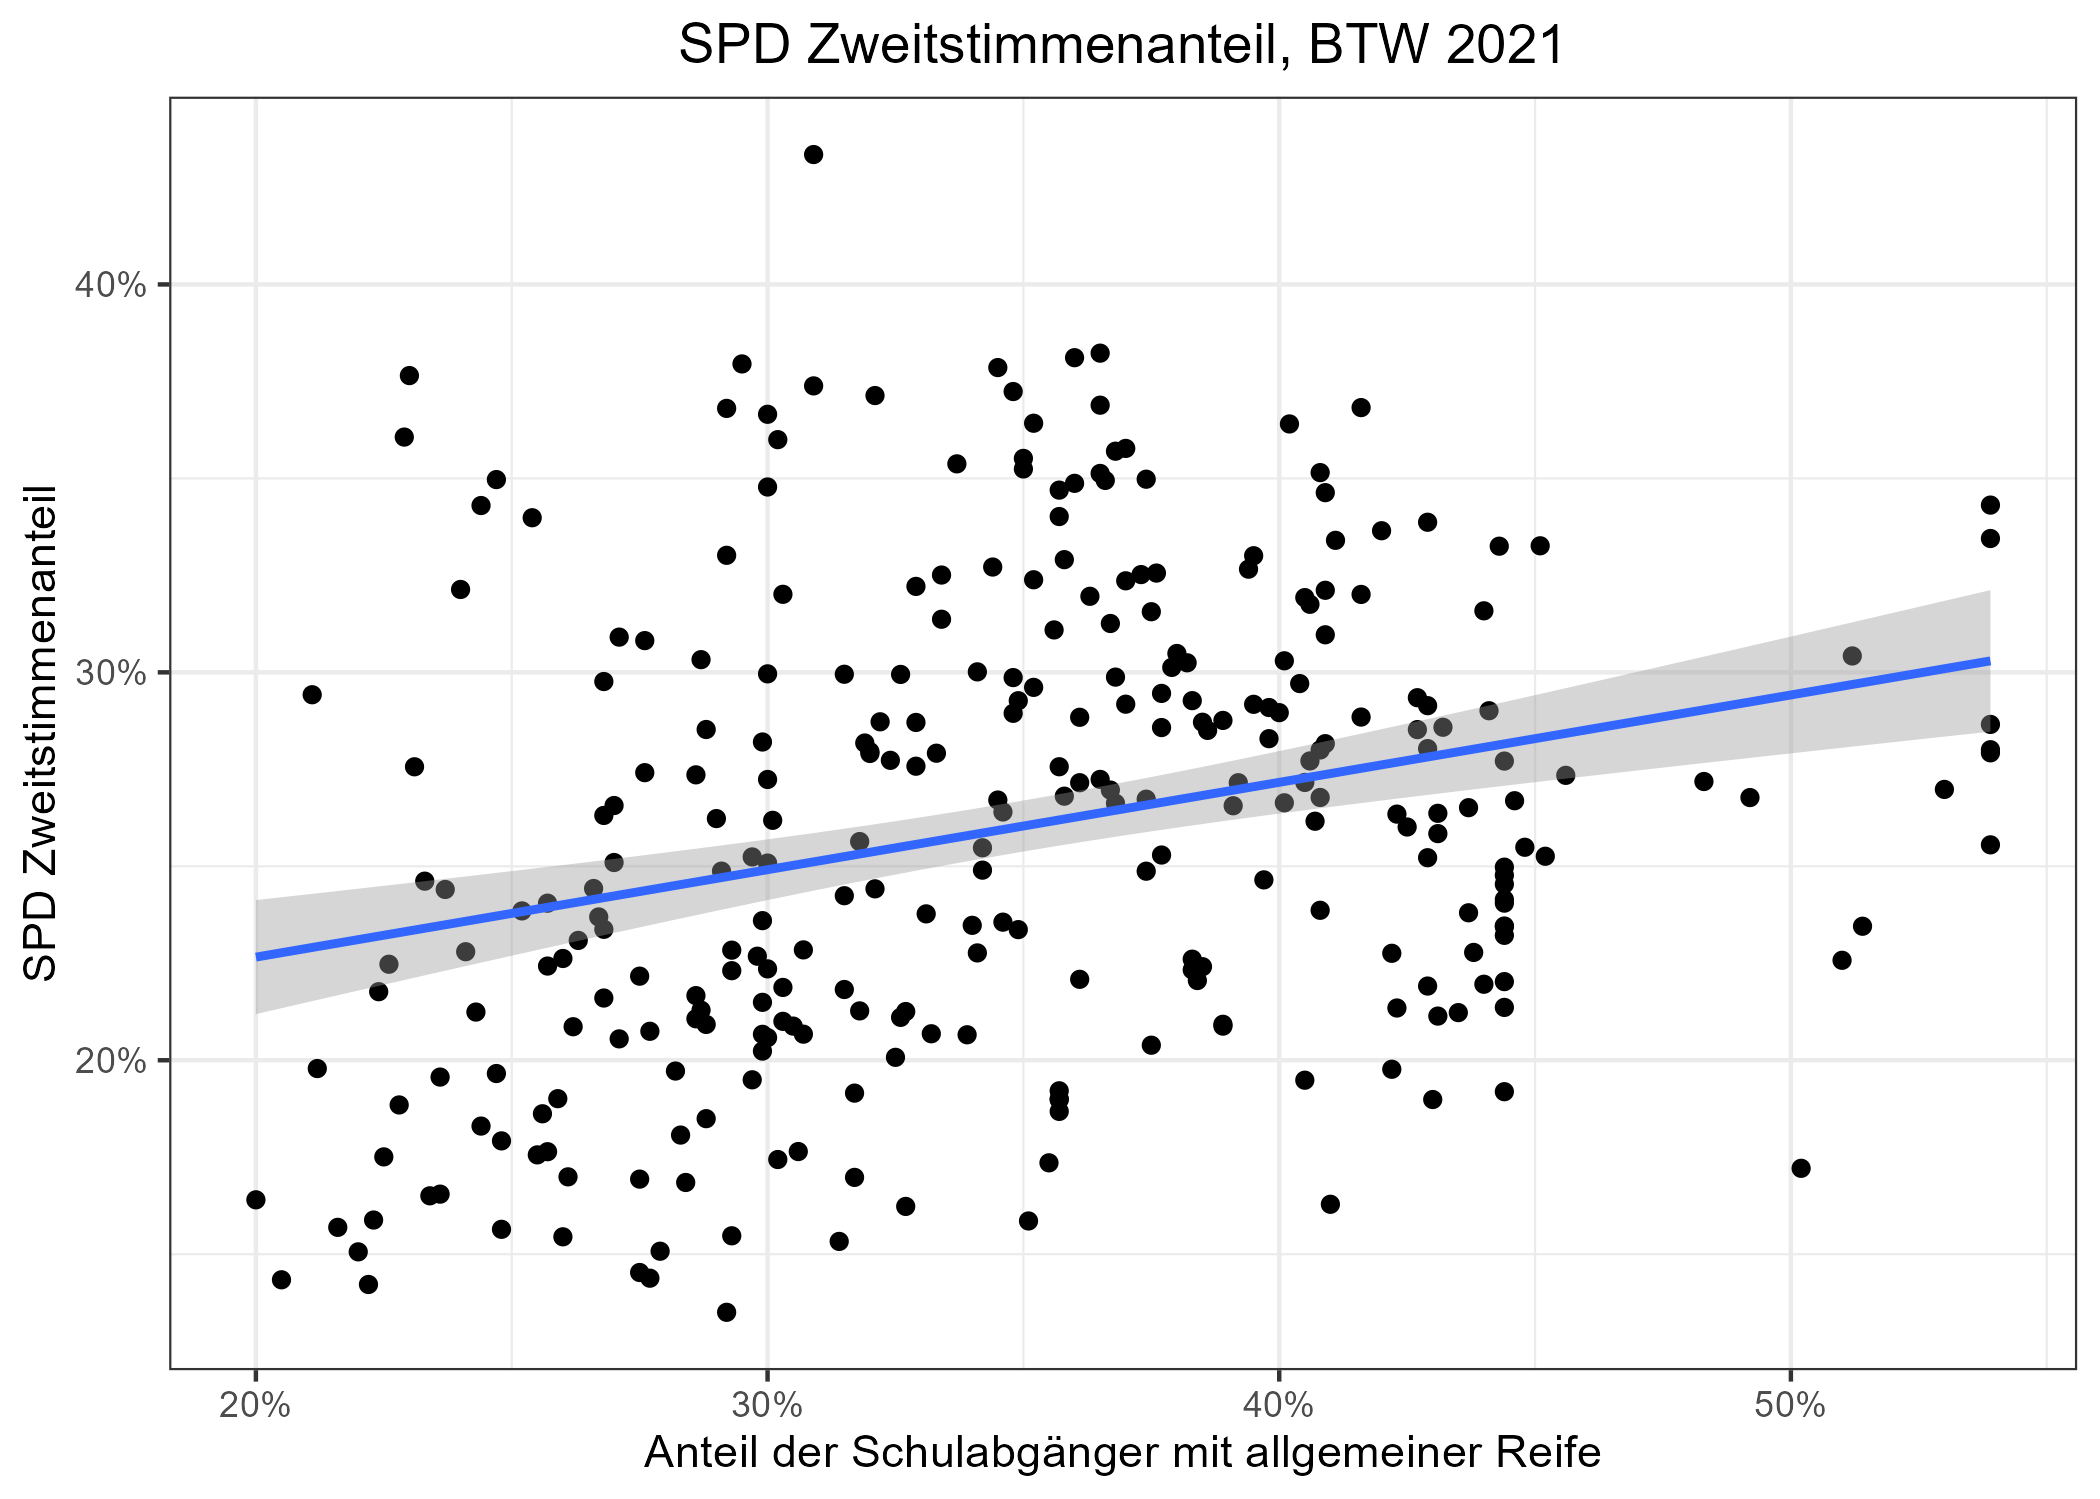 SPD Zweitstimmenanteil, BTW 2021
SPD Zweitstimmenanteil
40%
30%
20%
20%
30%
40%
50%
Anteil der Schulabgänger mit allgemeiner Reife